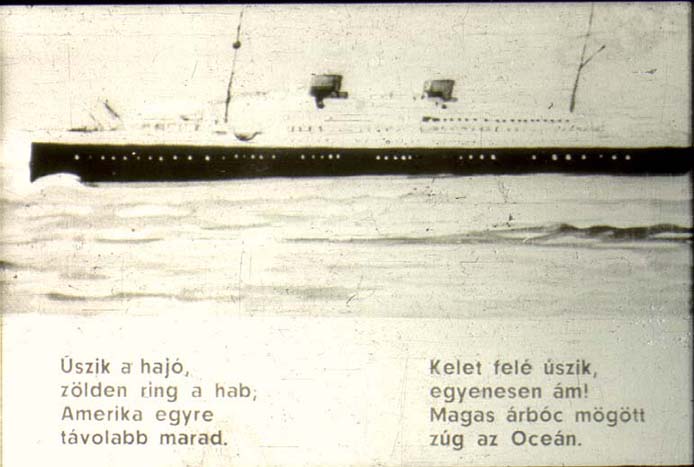 Úszik a hajó,
zölden ring a hab;
Amerika egyre
távolabb marad.
Kelet felé úszik,
egyenesen ám!
Magas árbóc mögött
zúg az Oceán.